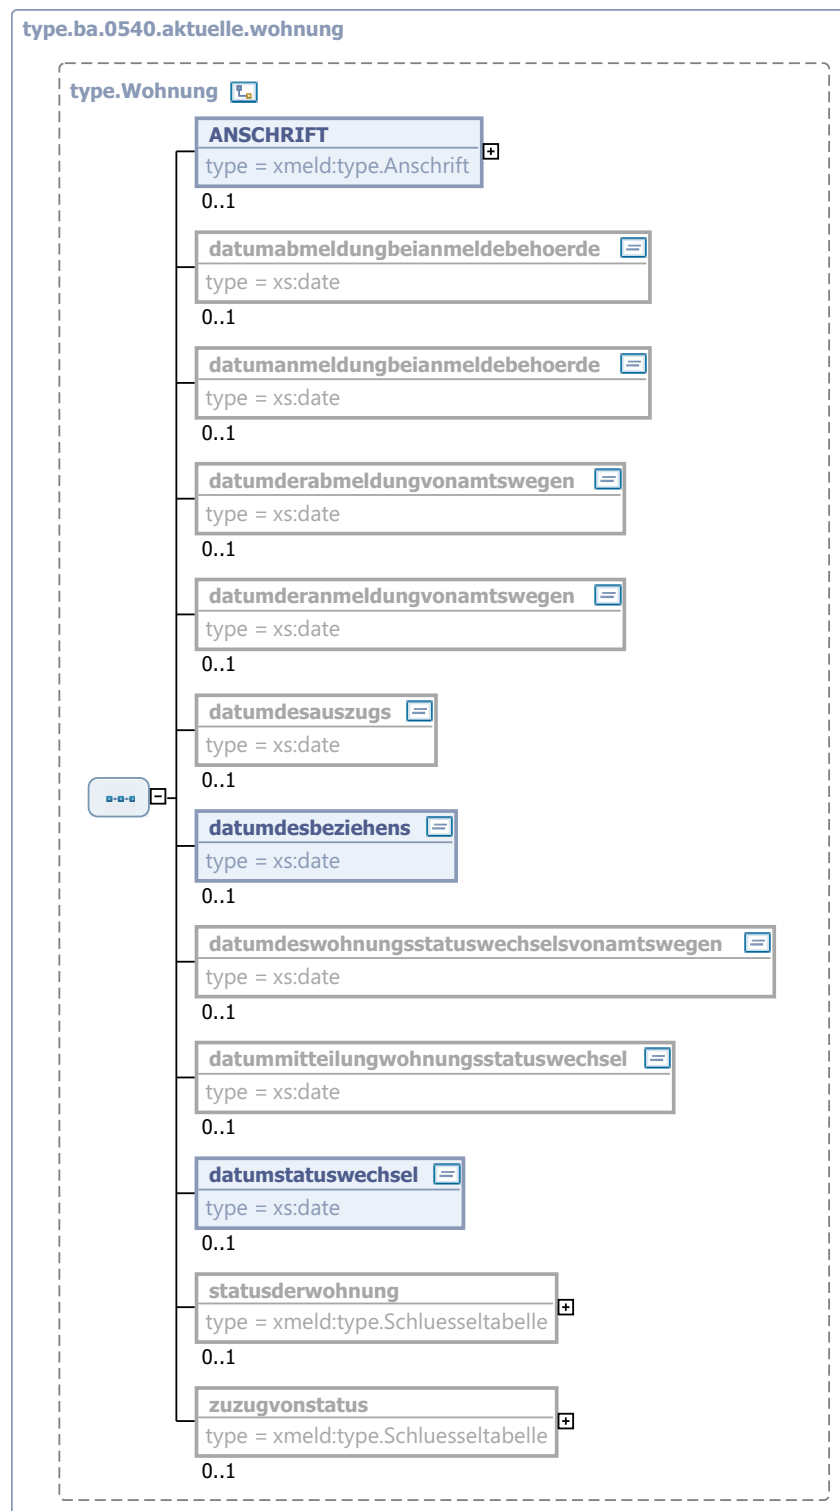 type.ba.0540.aktuelle.wohnung
type.Wohnung
ANSCHRIFT
type = xmeld:type.Anschrift
0..1
datumabmeldungbeianmeldebehoerde
type = xs:date
0..1
datumanmeldungbeianmeldebehoerde
type = xs:date
0..1
datumderabmeldungvonamtswegen
type = xs:date
0..1
datumderanmeldungvonamtswegen
type = xs:date
0..1
datumdesauszugs
type = xs:date
0..1
datumdesbeziehens
type = xs:date
0..1
datumdeswohnungsstatuswechselsvonamtswegen
type = xs:date
0..1
datummitteilungwohnungsstatuswechsel
type = xs:date
0..1
datumstatuswechsel
type = xs:date
0..1
statusderwohnung
type = xmeld:type.Schluesseltabelle
0..1
zuzugvonstatus
type = xmeld:type.Schluesseltabelle
0..1